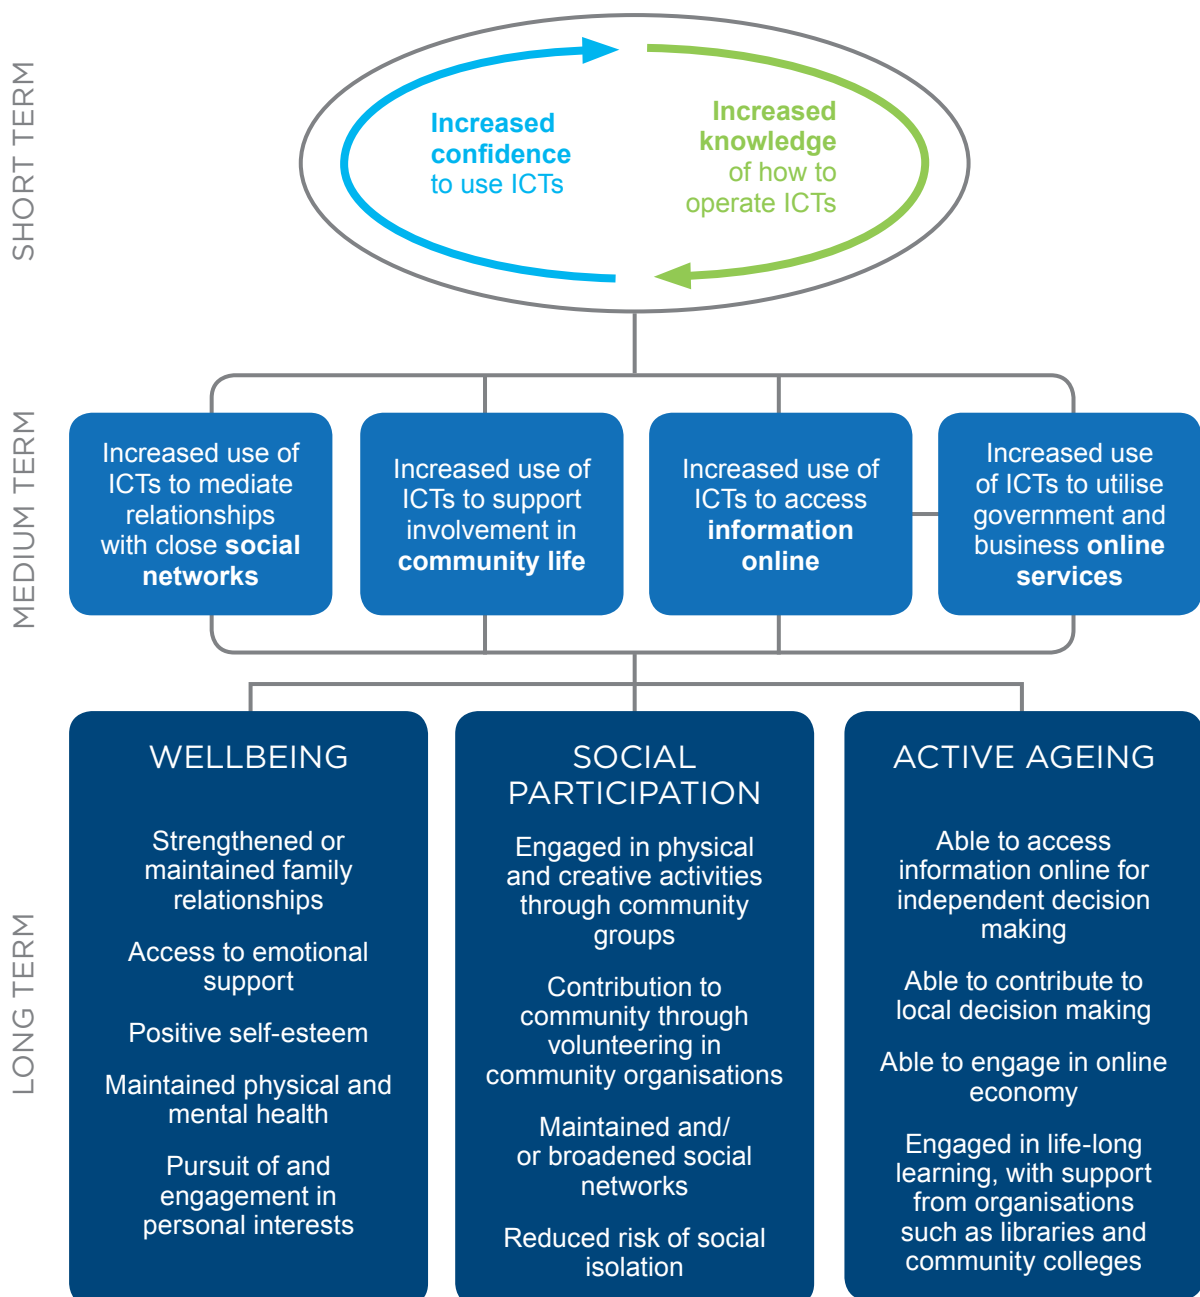 SHORT TERM
Increased
confidence
to use ICTs
Increased
knowledge
of how to
operate ICTs
MEDIUM TERM
Increased use of
ICTs to mediate
relationships
with close social
networks
Increased use of
ICTs to support
involvement in
community life
Increased use of
ICTs to access
information
online
Increased use
of ICTs to utilise
government and
business online
services
LONG TERM
WELLBEING
Strengthened or
maintained family
relationships
Access to emotional
support
Positive self-esteem
Maintained physical and
mental health
Pursuit of and
engagement in
personal interests
SOCIAL
PARTICIPATION
Engaged in physical
and creative activities
through community
groups
Contribution to
community through
volunteering in
community organisations
Maintained and/
or broadened social
networks
Reduced risk of social
isolation
ACTIVE AGEING
Able to access
information online for
independent decision
making
Able to contribute to
local decision making
Able to engage in online
economy
Engaged in life-long
learning, with support
from organisations
such as libraries and
community colleges